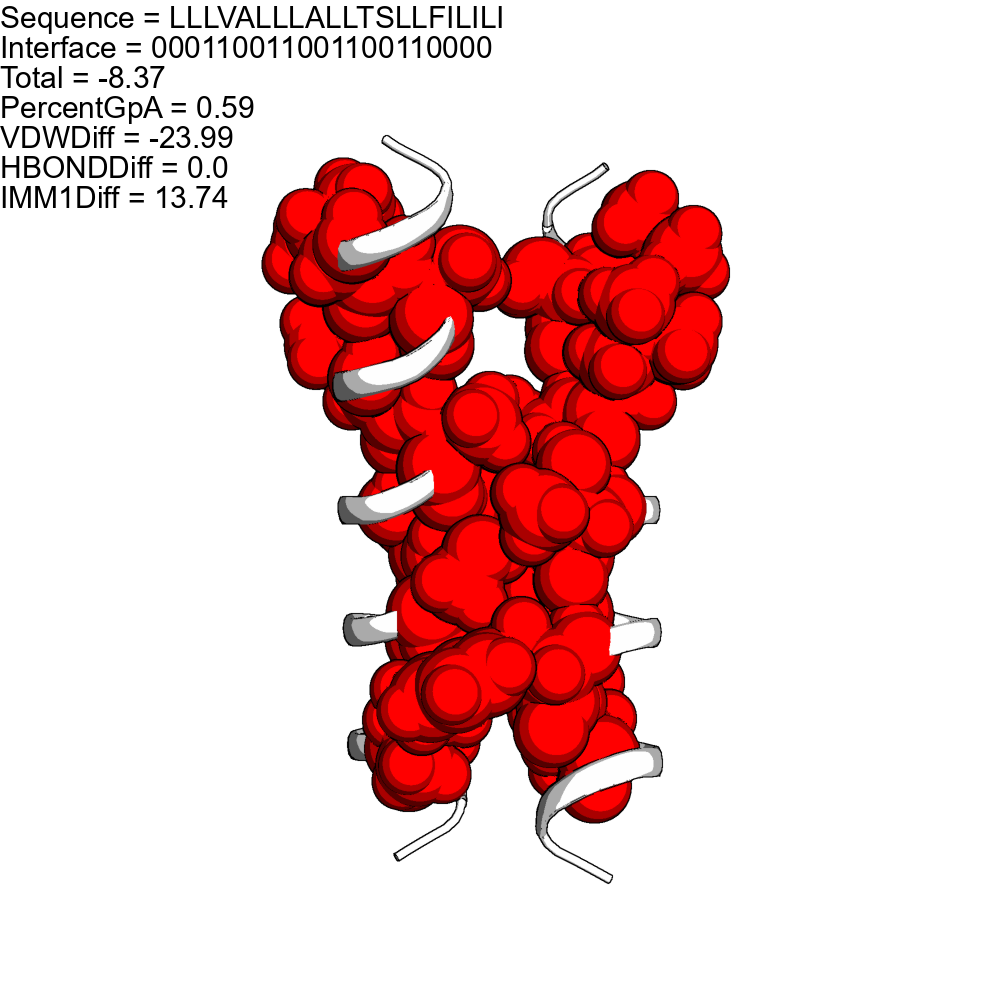 Sequence = LLLVALLLALLTSLLFILILI
Interface = 000110011001100110000
Total = -8.37
PercentGpA = 0.59
VDWDiff = -23.99
HBONDDiff = 0.0
IMM1Diff = 13.74